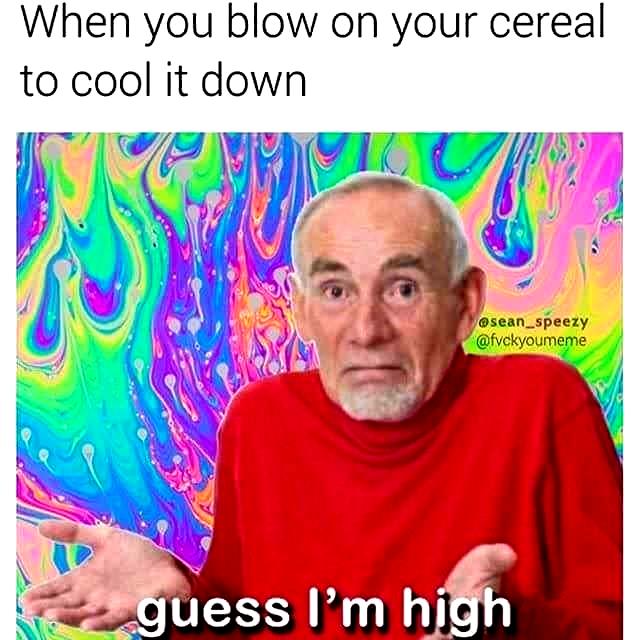 When you blow on your cereal
to cool it down
@sean_speezy
@fvckyoumeme
guess I'm high